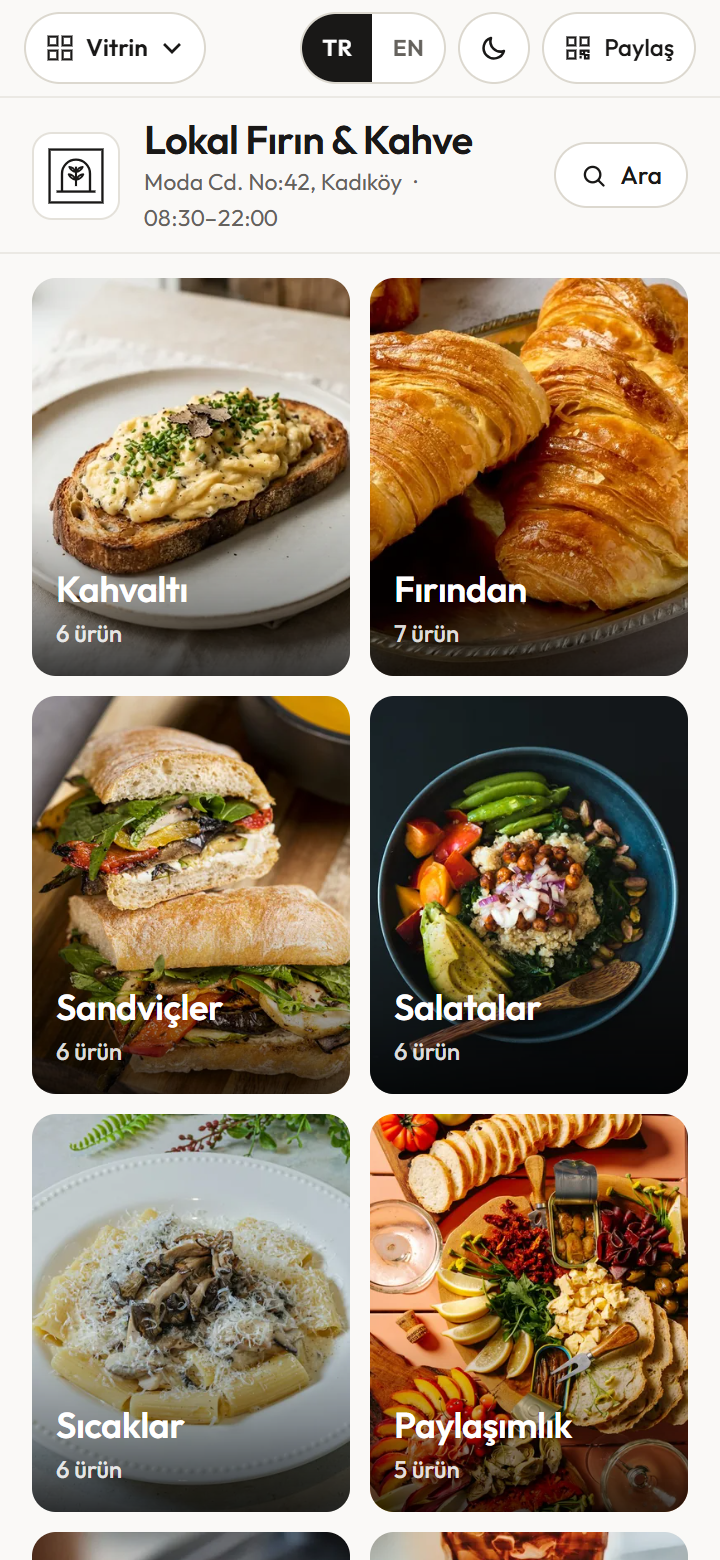 Vitrin
TR
EN
Paylaş
Lokal Fırın & Kahve
Moda Cd. No:42, Kadıköy ·
08:30–22:00
Ara
Kahvaltı
6 ürün
Fırından
7 ürün
Sandviçler
6 ürün
Salatalar
6 ürün
Sıcaklar
6 ürün
Paylaşımlık
5 ürün